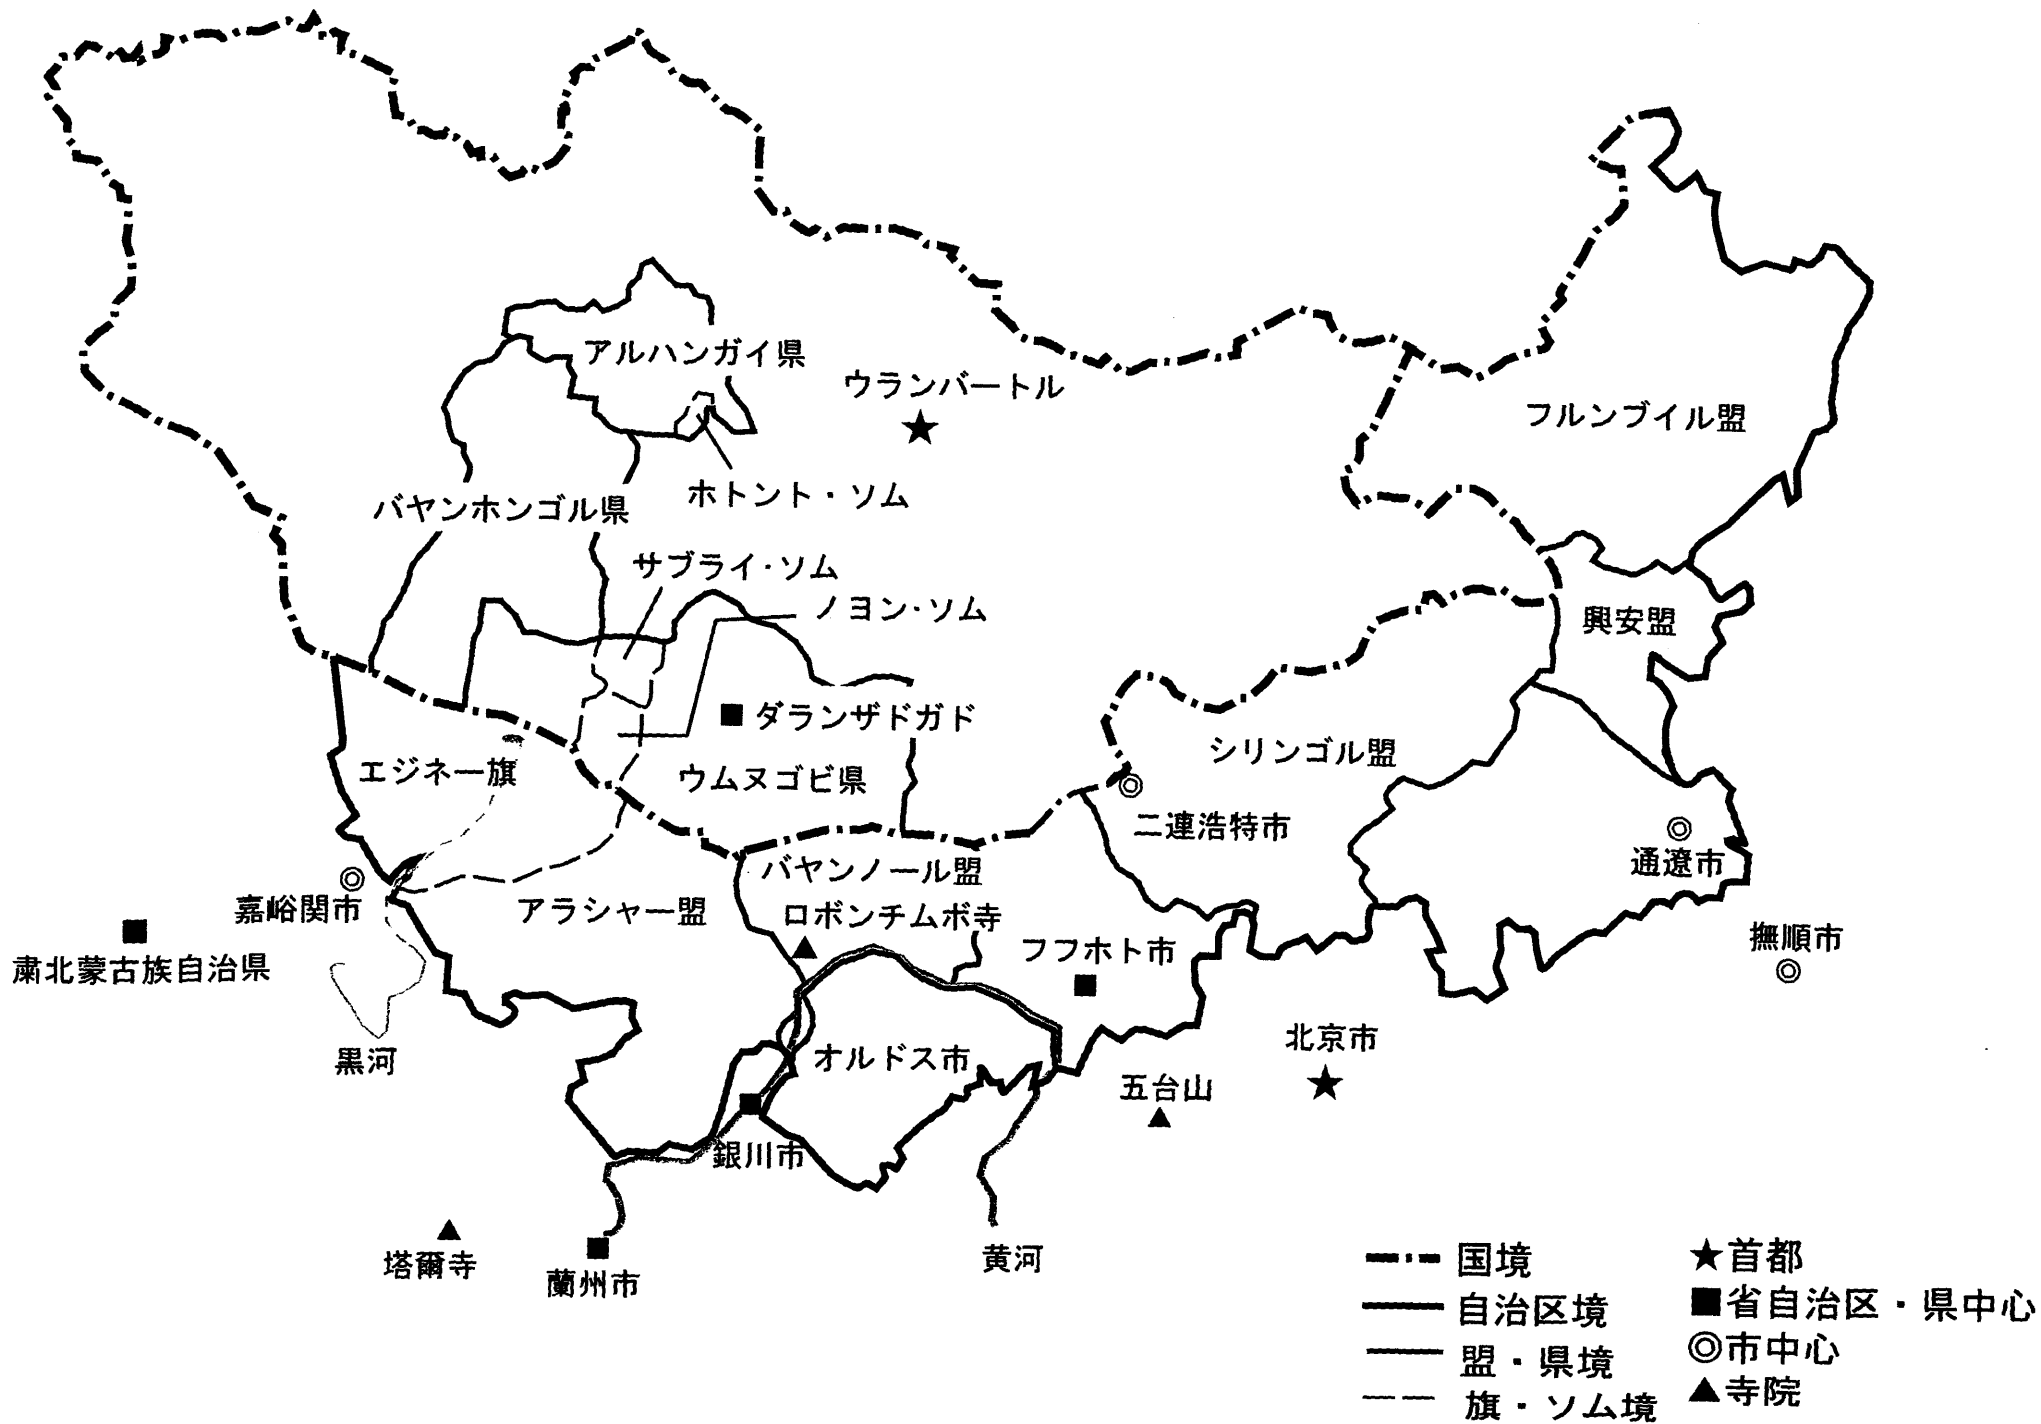 アルハンガイ県
ウランバートル
フルンブイル盟
バヤンホンゴル県
ホトント・ソム
サブライ・ソム
ノヨン・ソム
興安盟
ダランザドガド
エジネー旗
ウムヌゴビ県
シリンゴル盟
二連浩特市
通遼市
バヤンノール盟
嘉峪関市
アラシャー盟
ロボンチムボ寺
フフホト市
撫順市
粛北蒙古族自治県
北京市
黒河
オルドス市
五台山
銀川市
塔爾寺
蘭州市
黄河
国境
自治区境
盟・県境
旗・ソム境
首都
省自治区・県中心
市中心
寺院